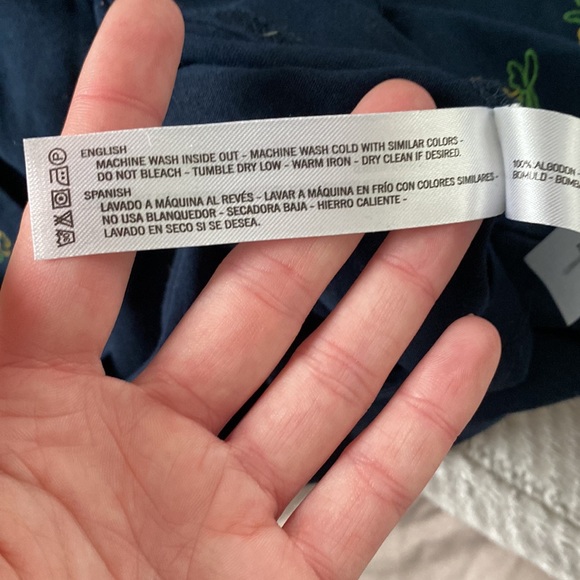 ENGLISH
MACHINE WASH INSIDE OUT - MACHINE WASH COLD WITH SIMILAR COLORS -
DO NOT BLEACH - TUMBLE DRY LOW - WARM IRON - DRY CLEAN IF DESIRED.
SPANISH
LAVADO A MÁQUINA AL REVÉS - LAVAR A MÁQUINA EN FRÍO CON COLORES SIMILARES -
NO USA BLANQUEDOR - SECADORA BAJA - HIERRO CALIENTE -
LAVADO EN SECO SI SE DESEA.
100% ALGODON -
BOMULD -